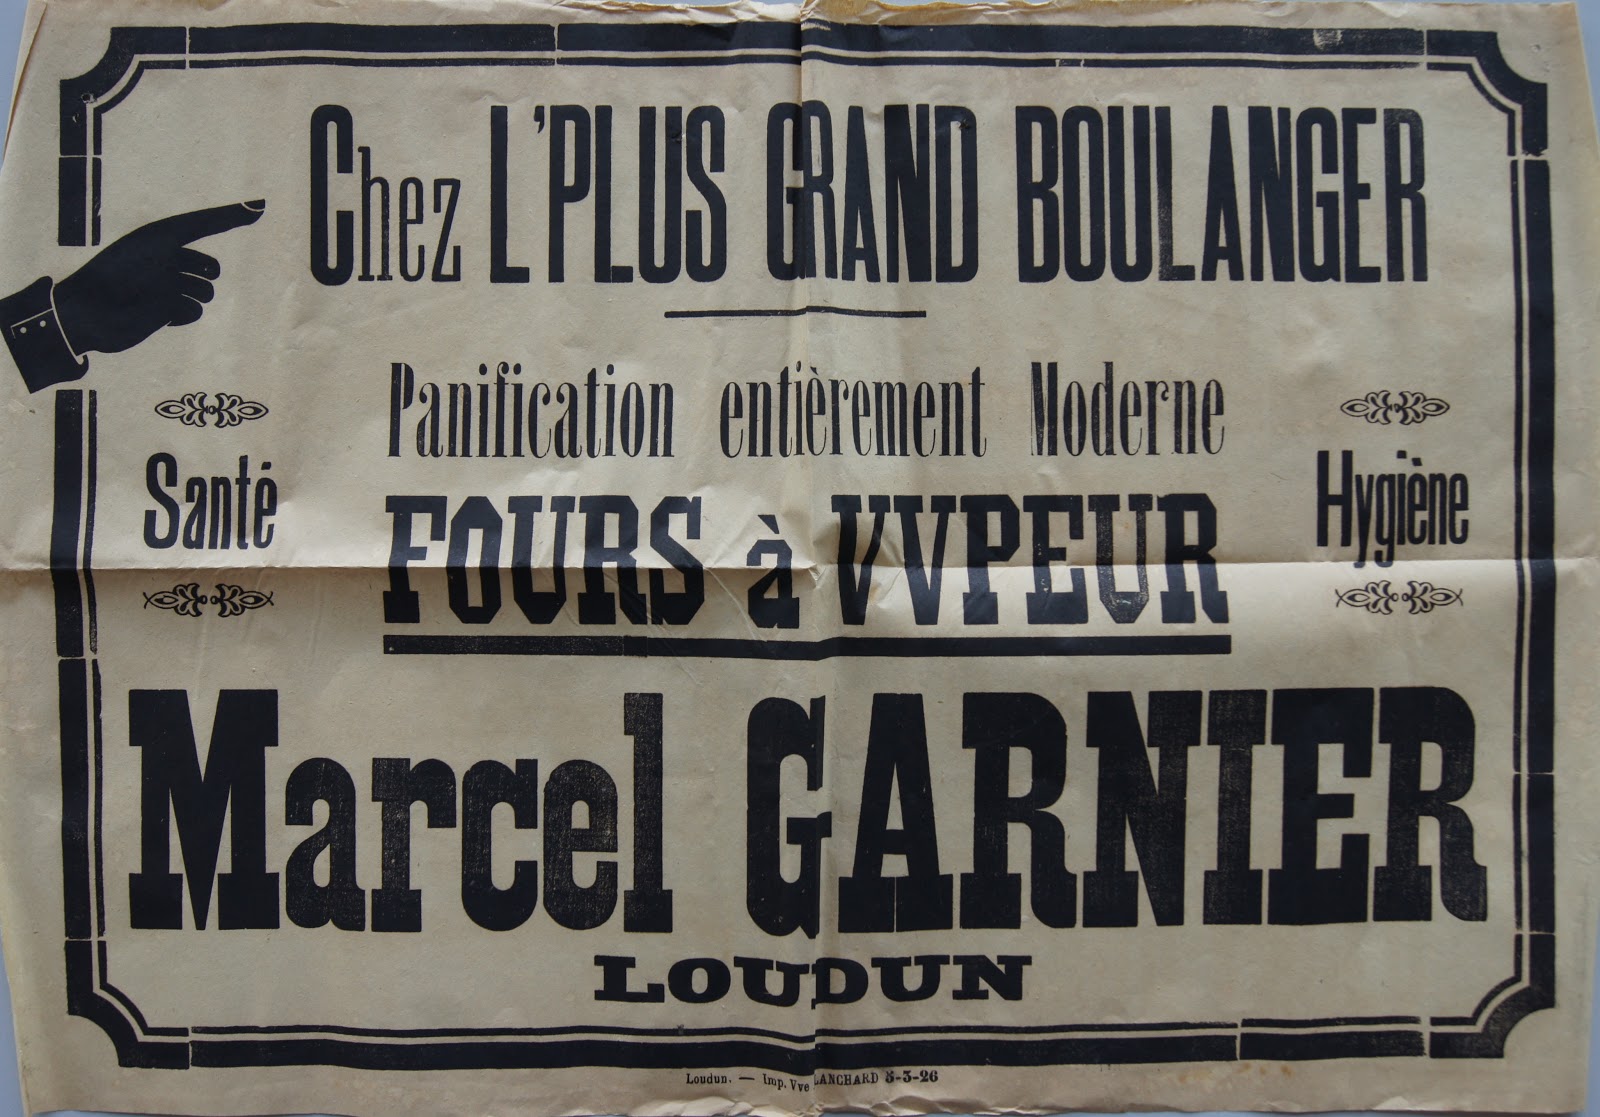 Chez L'PLUS GRAND BOULANGER
Panification entièrement Moderne
Santé
Hygiène
FOURS à VVPEUR
Marcel GARNIER
LOUDUN
Loudun. — Imp. Vve LANCHARD 5-3-26